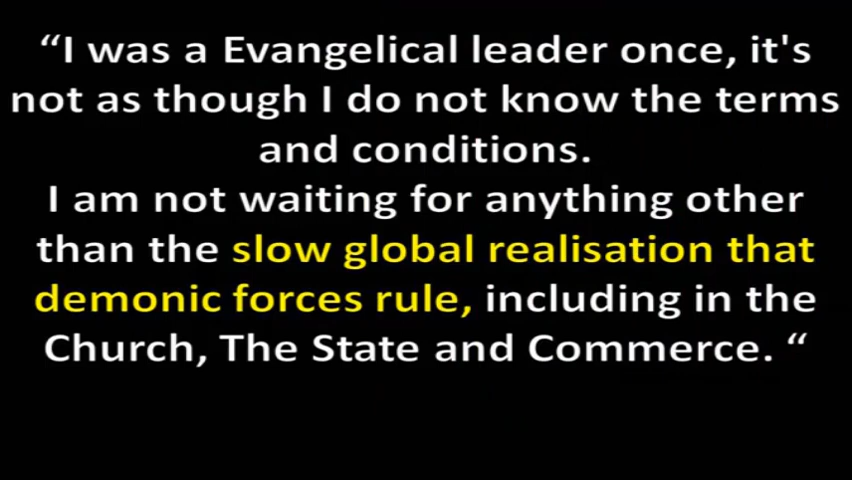 “I was a Evangelical leader once, it's
not as though I do not know the terms
and conditions.
I am not waiting for anything other
than the slow global realisation that
demonic forces rule, including in the
Church, The State and Commerce. “